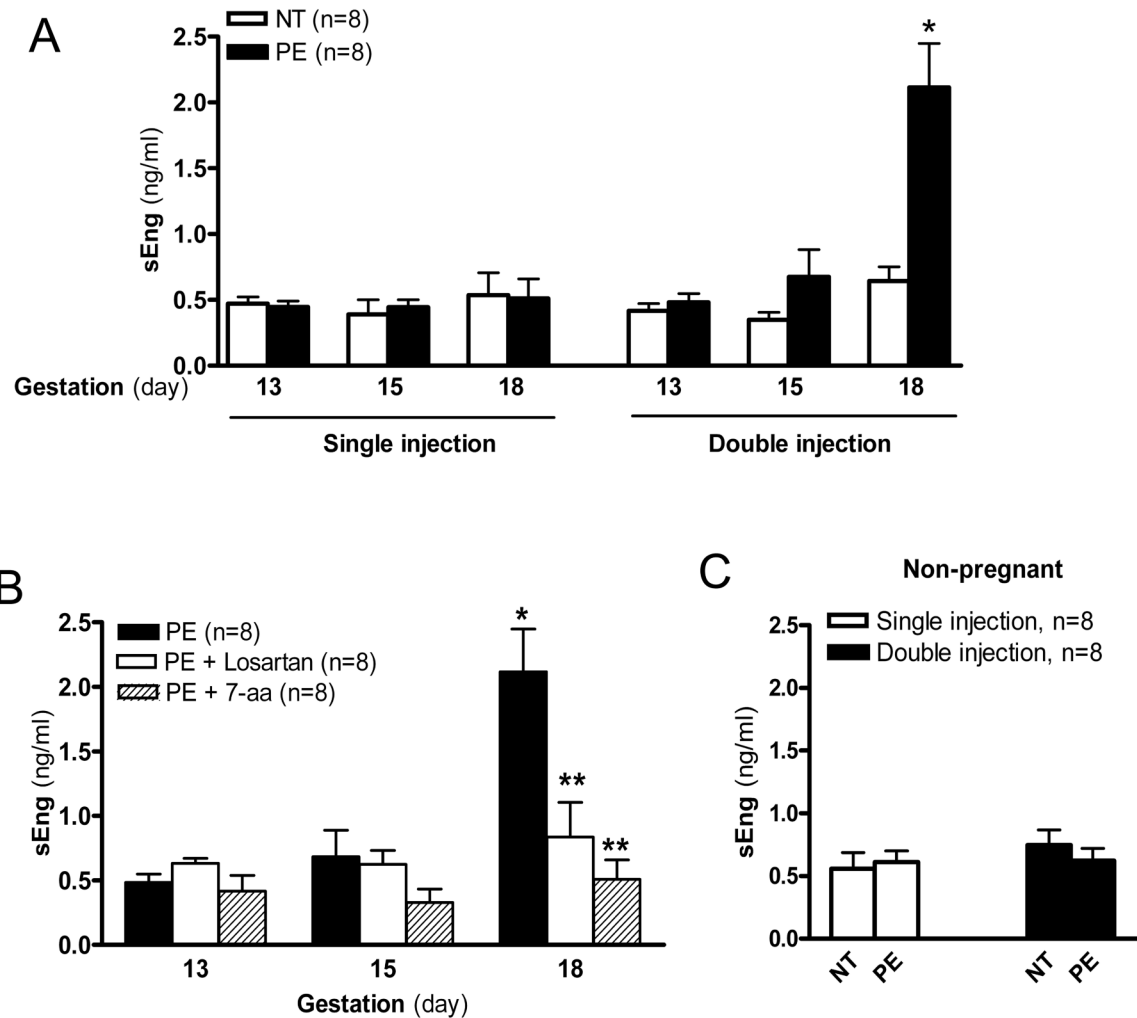 A
NT (n=8)
PE (n=8)
*
2.5
2.0
1.5
1.0
0.5
0.0
sEng (ng/ml)
Gestation (day)
13 15 18 13 15 18
Single injection Double injection
B
PE (n=8)
PE + Losartan (n=8)
PE + 7-aa (n=8)
*
**
**
2.5
2.0
1.5
1.0
0.5
0.0
sEng (ng/ml)
13 15 18
Gestation (day)
C
Non-pregnant
Single injection, n=8
Double injection, n=8
2.5
2.0
1.5
1.0
0.5
0.0
sEng (ng/ml)
NT PE NT PE